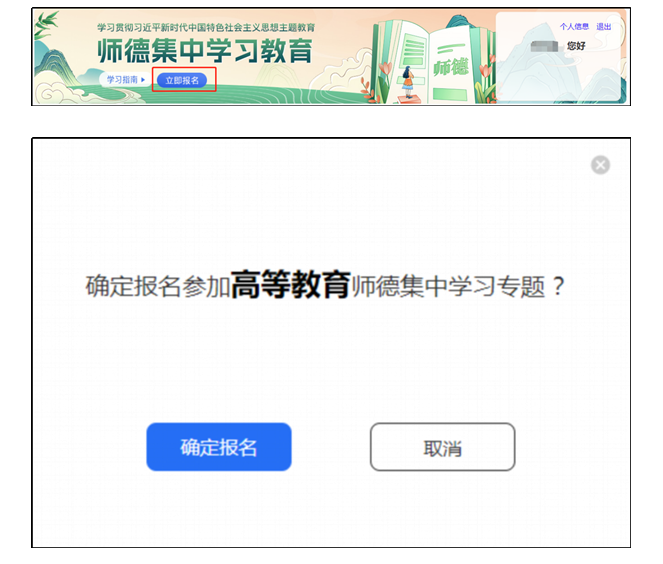 学习贯彻习近平新时代中国特色社会主义思想主题教育
师德集中学习教育
学习指南
立即报名
师德
个人信息 退出
您好
确定报名参加高等教育师德集中学习专题？
确定报名
取消